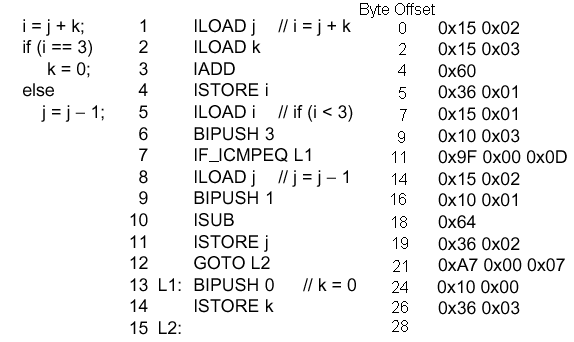 Byte Offset
i = j + k; 1 ILOAD j // i = j + k 0 0x15 0x02
if (i == 3) 2 ILOAD k 2 0x15 0x03
k = 0; 3 IADD 4 0x60
else 4 ISTORE i 5 0x36 0x01
j = j – 1; 5 ILOAD i // if (i < 3) 7 0x15 0x01
6 BIPUSH 3 9 0x10 0x03
7 IF_ICMPEQ L1 11 0x9F 0x00 0x0D
8 ILOAD j // j = j – 1 14 0x15 0x02
9 BIPUSH 1 16 0x10 0x01
10 ISUB 18 0x64
11 ISTORE j 19 0x36 0x02
12 GOTO L2 21 0xA7 0x00 0x07
13 L1: BIPUSH 0 // k = 0 24 0x10 0x00
14 ISTORE k 26 0x36 0x03
15 L2: 28